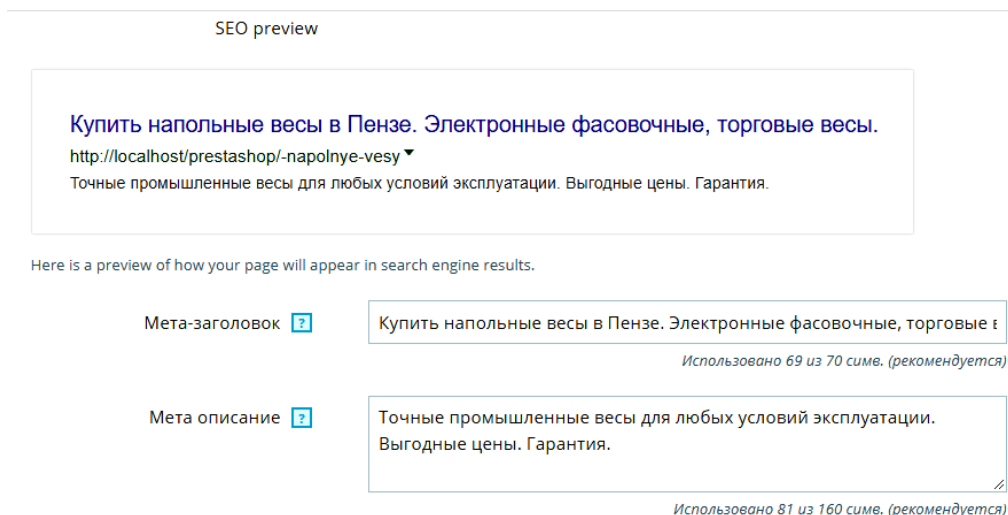 SEO preview
Купить напольные весы в Пензе. Электронные фасовочные, торговые весы.
http://localhost/prestashop/-napolnye-vesy
Точные промышленные весы для любых условий эксплуатации. Выгодные цены. Гарантия.
Here is a preview of how your page will appear in search engine results.
Мета-заголовок ? Купить напольные весы в Пензе. Электронные фасовочные, торговые в
Использовано 69 из 70 симв. (рекомендуется)
Мета описание ? Точные промышленные весы для любых условий эксплуатации.
Выгодные цены. Гарантия.
Использовано 81 из 160 симв. (рекомендуется)